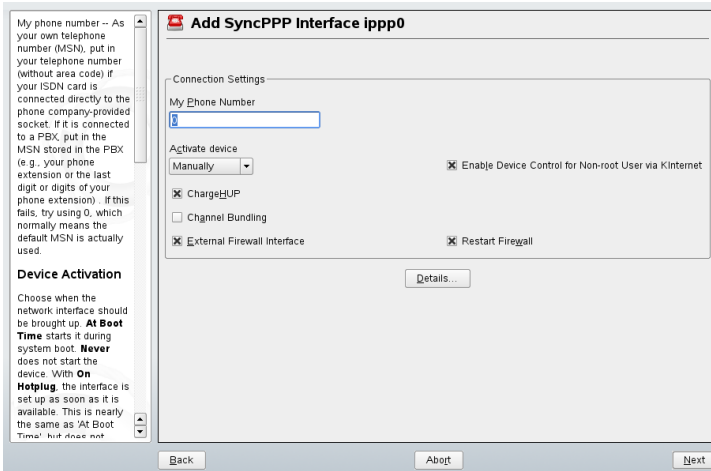 My phone number -- As
your own telephone
number (MSN), put in
your telephone number
(without area code) if
your ISDN card is
connected directly to the
phone company-provided
socket. If it is connected
to a PBX, put in the
MSN stored in the PBX
(e.g., your phone
extension or the last
digit or digits of your
phone extension) . If this
fails, try using 0, which
normally means the
default MSN is actually
used.
Device Activation
Choose when the
network interface should
be brought up. At Boot
Time starts it during
system boot. Never
does not start the
device. With On
Hotplug, the interface is
set up as soon as it is
available. This is nearly
the same as 'At Boot
Time', but does not
Add SyncPPP Interface ippp0
Connection Settings
My Phone Number
0
Activate device
Manually
Enable Device Control for Non-root User via KInternet
ChargeHUP
Channel Bundling
External Firewall Interface
Restart Firewall
Details...
Back
Abort
Next